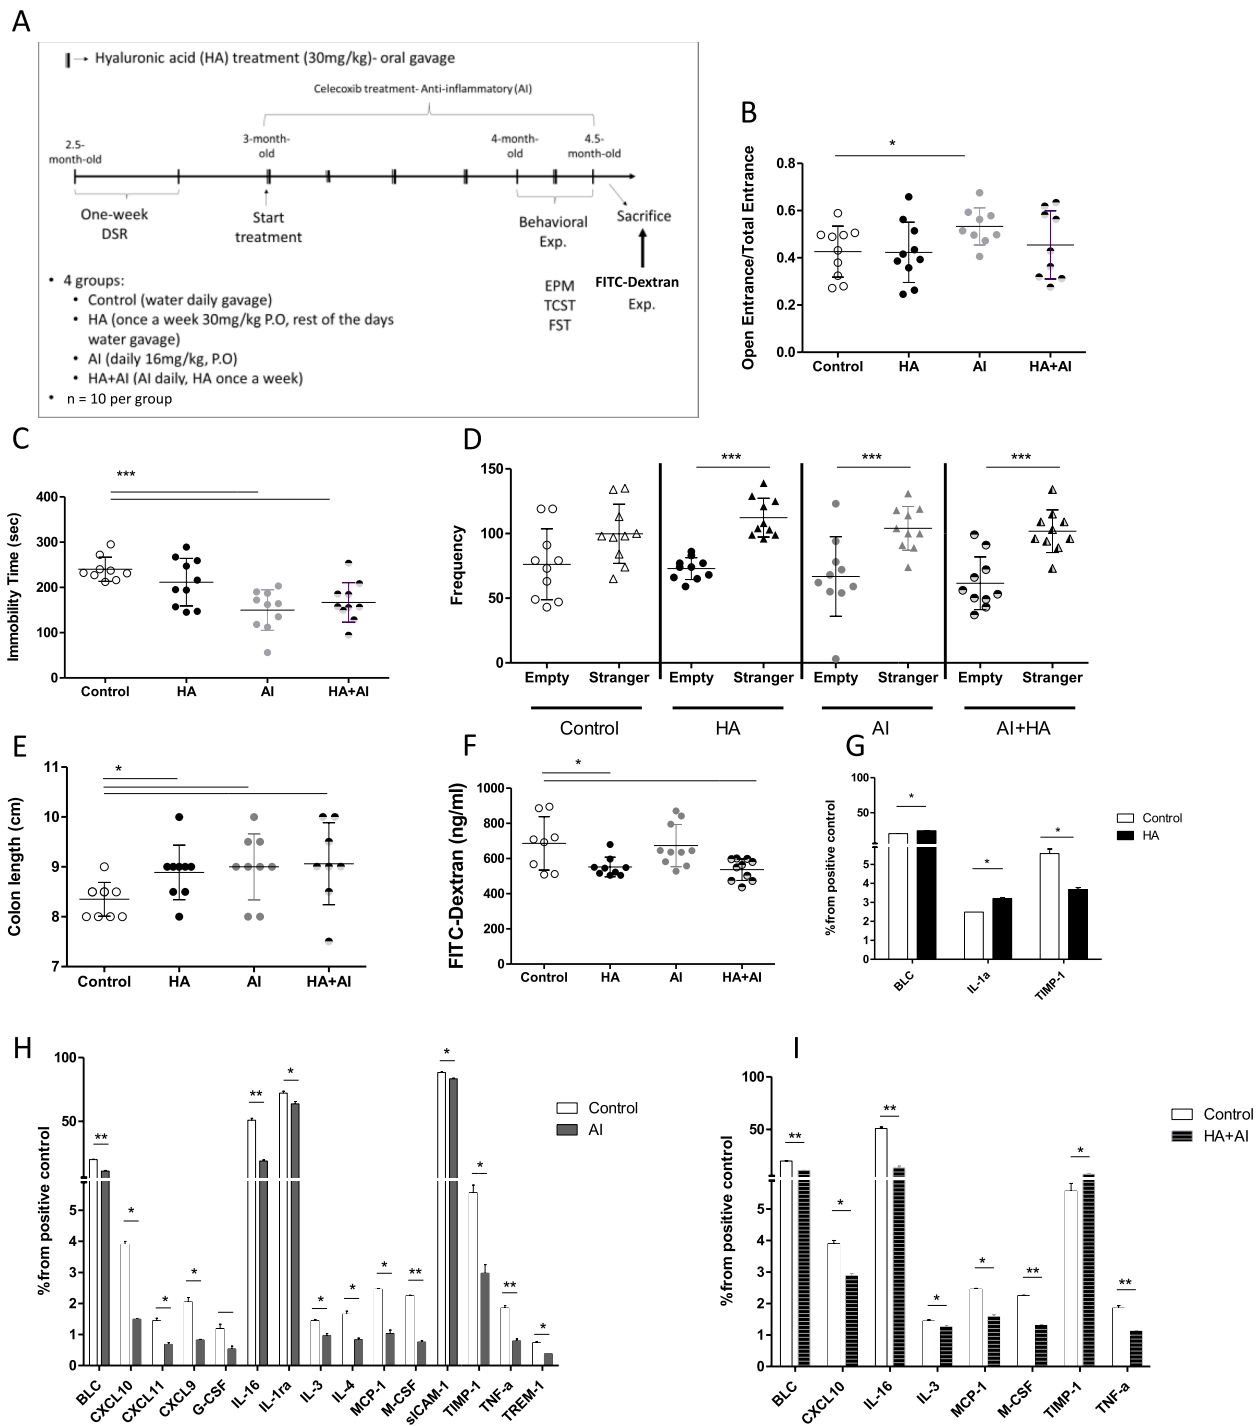 A
Hyaluronic acid (HA) treatment (30mg/kg)- oral gavage
Celecoxib treatment- Anti-inflammatory (AI)
2.5-
month-old
3-month-
old
4-month-
old
4.5-
month-old
One-week
DSR
Start
treatment
Behavioral
Exp.
Sacrifice
EPM
TCST
FST
FITC-Dextran
Exp.
• 4 groups:
• Control (water daily gavage)
• HA (once a week 30mg/kg P.O, rest of the days
water gavage)
• AI (daily 16mg/kg, P.O)
• HA+AI (AI daily, HA once a week)
• n = 10 per group
B
Open Entrance/Total Entrance
0.8
0.6
0.4
0.2
0.0
*
Control HA AI HA+AI
C
Immobility Time (sec)
400
300
200
100
0
***
Control HA AI HA+AI
D
Frequency
150
100
50
0
*** *** ***
Empty Stranger Empty Stranger Empty Stranger Empty Stranger
Control HA AI AI+HA
E
Colon length (cm)
11
10
9
8
7
*
Control HA AI HA+AI
F
FITC-Dextran (ng/ml)
1000
800
600
400
200
0
*
Control HA AI HA+AI
G
%from positive control
100
50
5
4
3
2
1
0
* * *
BLC IL-1a TIMP-1
Control
HA
H
%from positive control
100
50
5
4
3
2
1
0
** * * * ** * * * * ** * * ** *
BLC CXCL10 CXCL11 CXCL9 G-CSF IL-16 IL-1ra IL-3 IL-4 MCP-1 M-CSF sICAM-1 TIMP-1 TNF-a TREM-1
Control
AI
I
%from positive control
100
50
5
4
3
2
1
0
** * ** * * ** * **
BLC CXCL10 IL-16 IL-3 MCP-1 M-CSF TIMP-1 TNF-a
Control
HA+AI